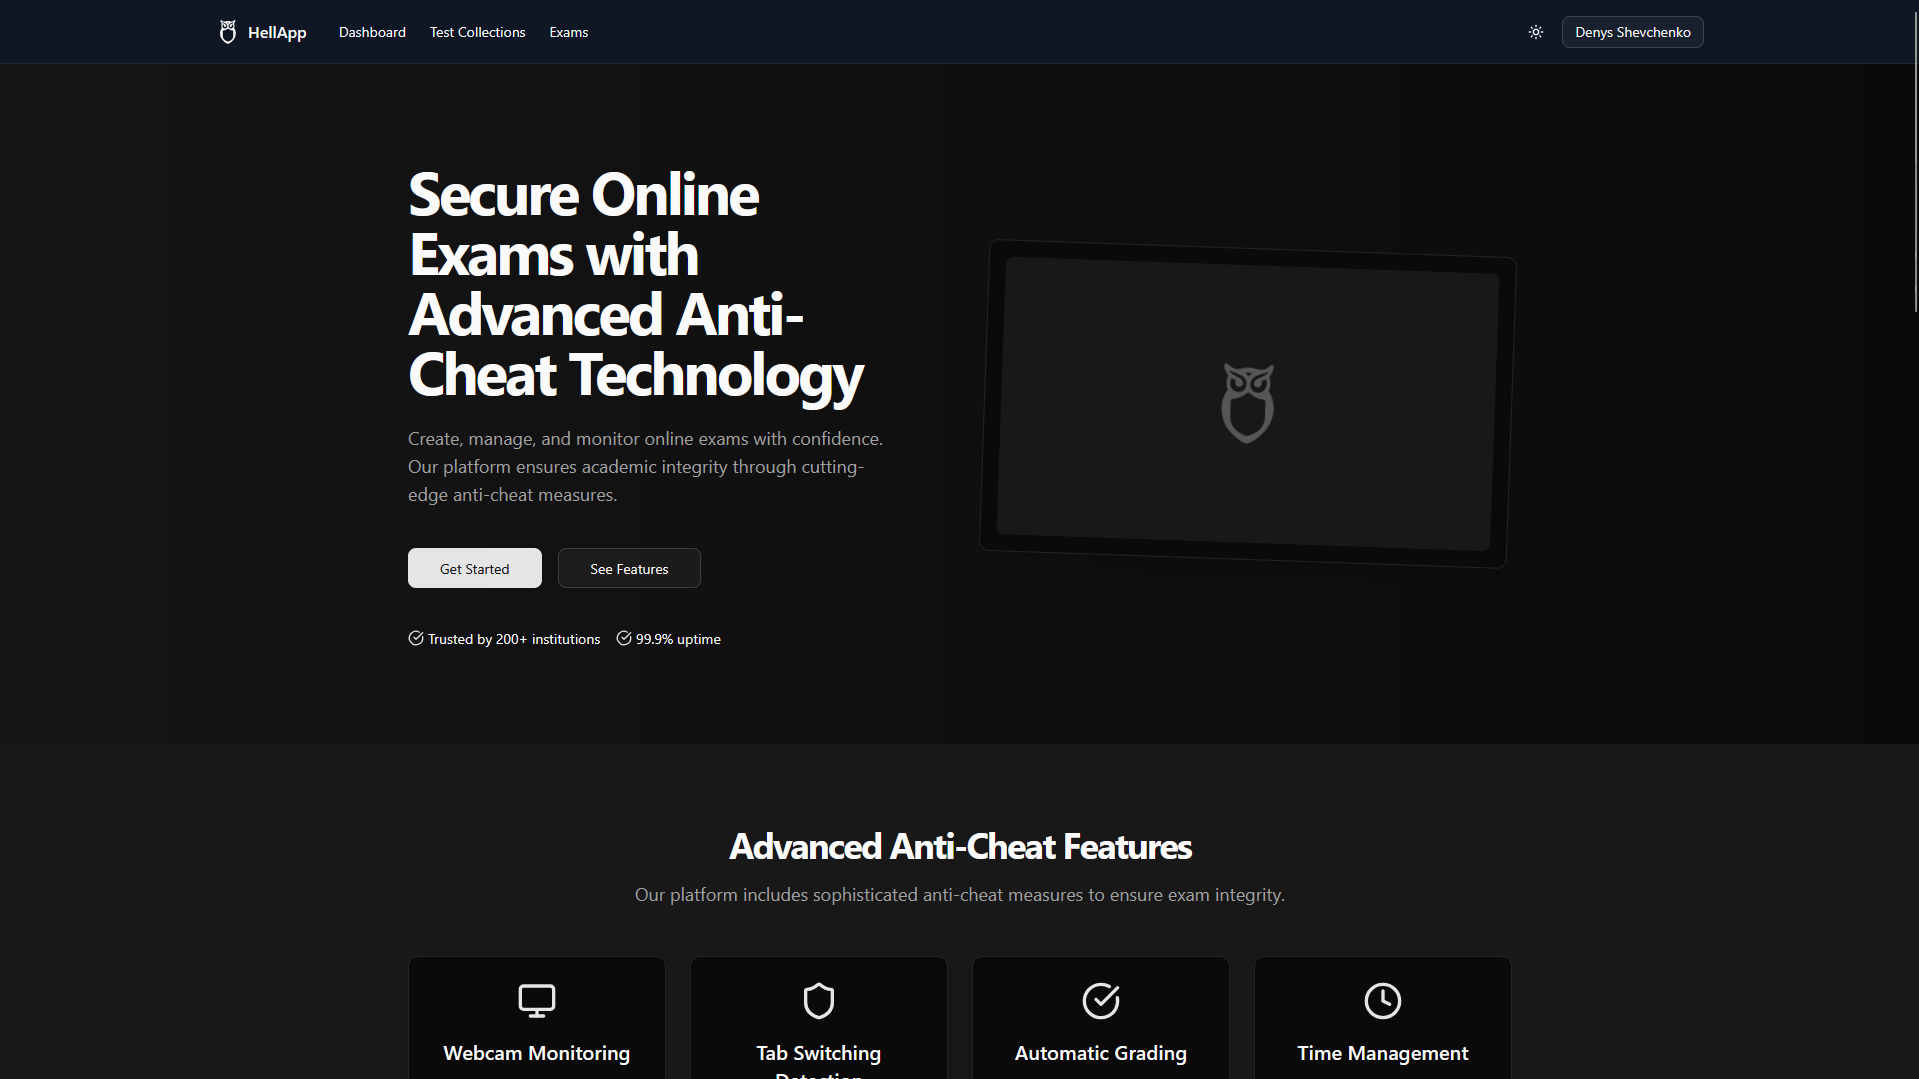 HellApp
Dashboard
Test Collections
Exams
Denys Shevchenko
Secure Online
Exams with
Advanced Anti-
Cheat Technology
Create, manage, and monitor online exams with confidence.
Our platform ensures academic integrity through cutting-
edge anti-cheat measures.
Get Started
See Features
Trusted by 200+ institutions
99.9% uptime
Advanced Anti-Cheat Features
Our platform includes sophisticated anti-cheat measures to ensure exam integrity.
Webcam Monitoring
Tab Switching
Detection
Automatic Grading
Time Management